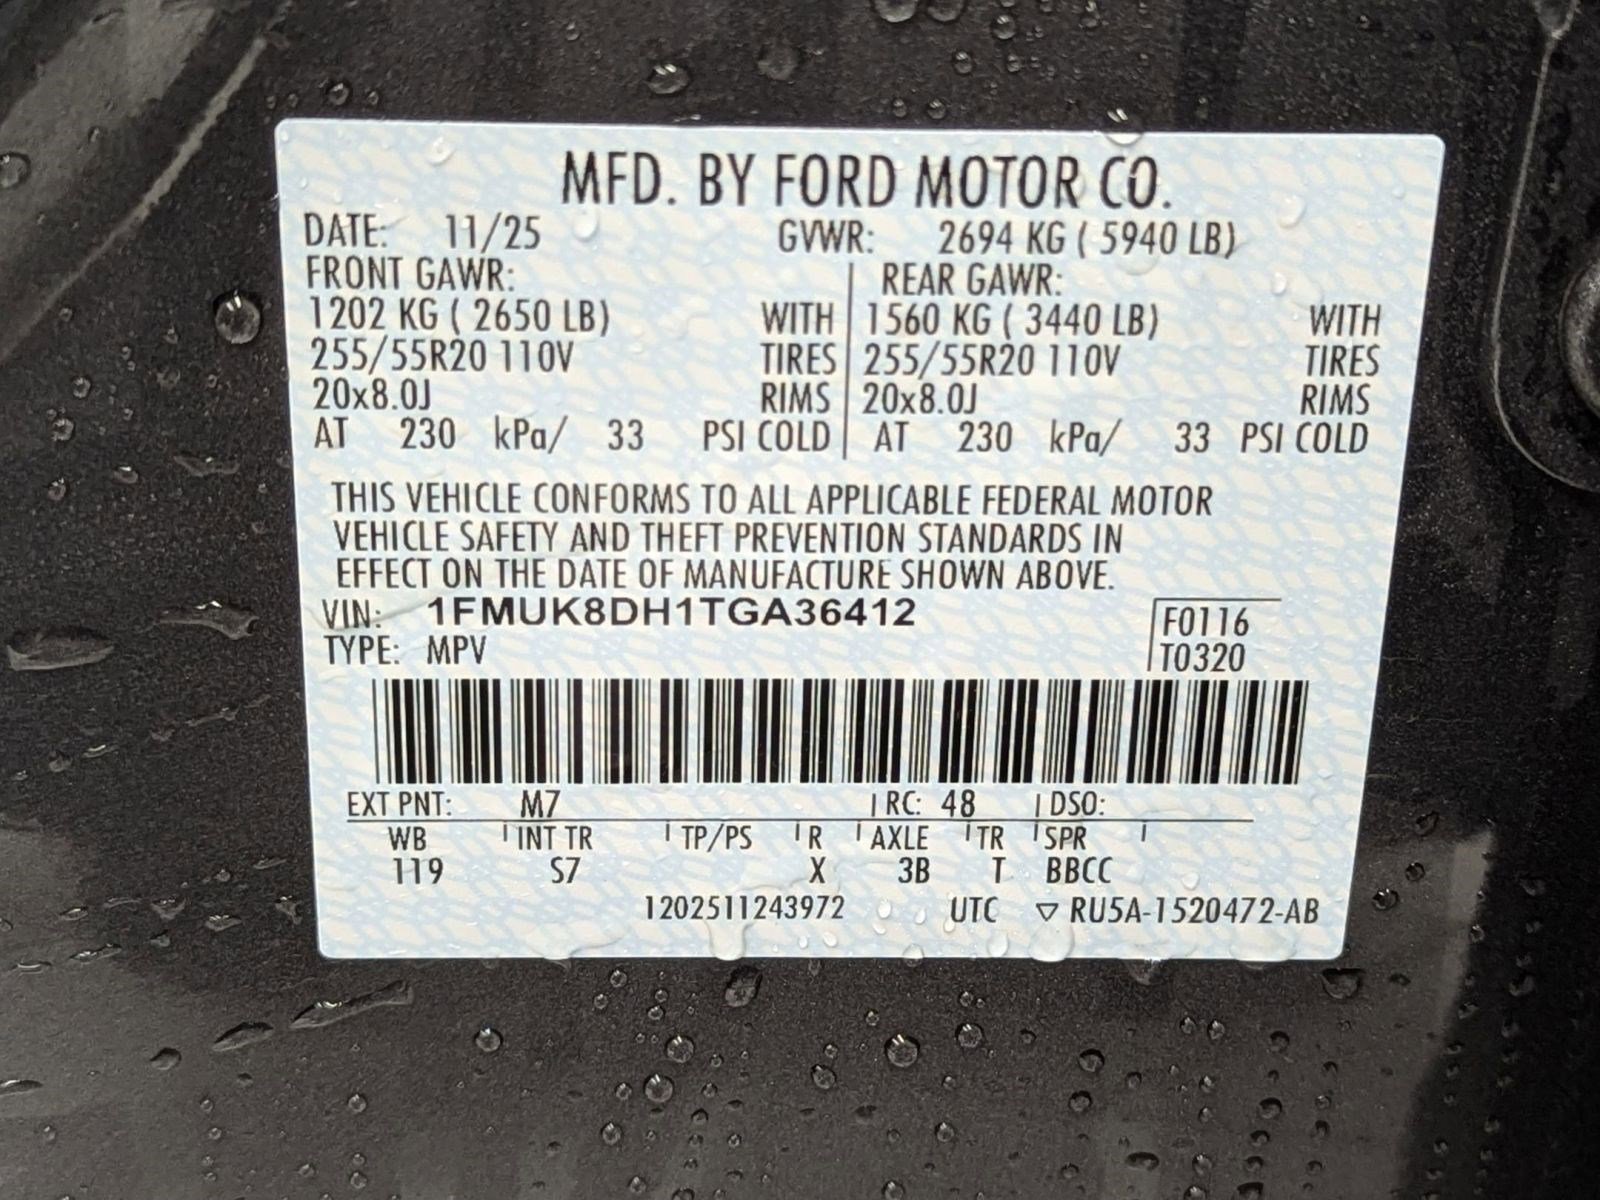 MFD. BY FORD MOTOR CO.
DATE: 11/25 GVWR: 2694 KG ( 5940 LB)
FRONT GAWR: REAR GAWR:
1202 KG ( 2650 LB) WITH 1560 KG ( 3440 LB) WITH
255/55R20 110V TIRES 255/55R20 110V TIRES
20x8.0J RIMS 20x8.0J RIMS
AT 230 kPa/ 33 PSI COLD AT 230 kPa/ 33 PSI COLD
THIS VEHICLE CONFORMS TO ALL APPLICABLE FEDERAL MOTOR
VEHICLE SAFETY AND THEFT PREVENTION STANDARDS IN
EFFECT ON THE DATE OF MANUFACTURE SHOWN ABOVE.
VIN: 1FMUK8DH1TGA36412 F0116
TYPE: MPV T0320
EXT PNT: M7 RC: 48 DSO:
WB INT TR TP/PS R AXLE TR SPR
119 S7 X 3B T BBCC
1202511243972 UTC ▽ RU5A-1520472-AB